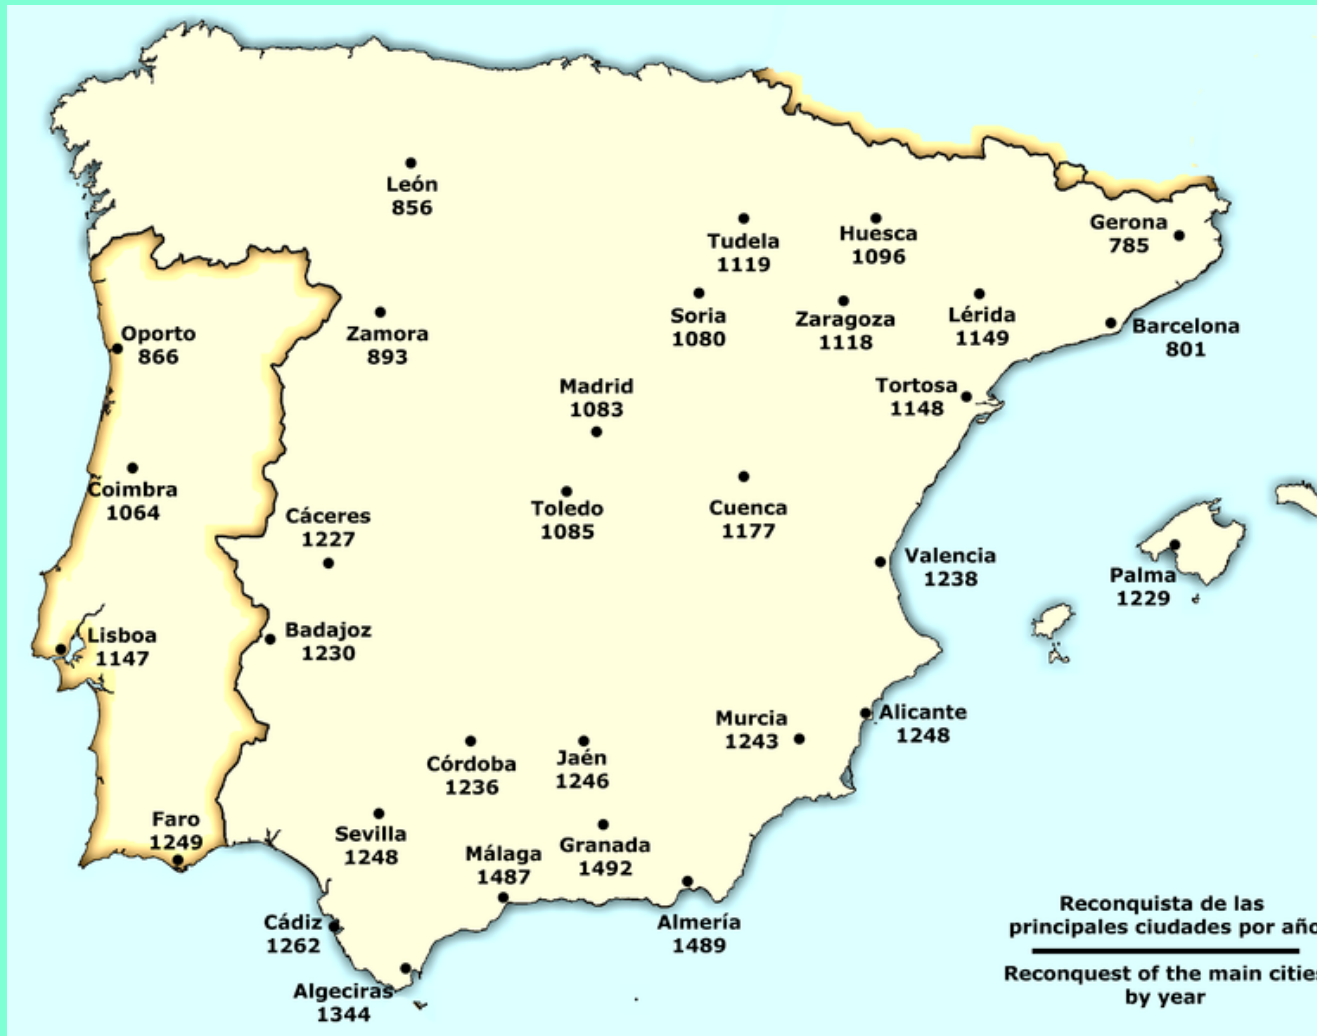 León
856
Tudela
1119
Huesca
1096
Gerona
785
Soria
1080
Zaragoza
1118
Lérida
1149
Barcelona
801
Oporto
866
Zamora
893
Madrid
1083
Tortosa
1148
Coimbra
1064
Cáceres
1227
Toledo
1085
Cuenca
1177
Valencia
1238
Palma
1229
Lisboa
1147
Badajoz
1230
Murcia
1243
Alicante
1248
Córdoba
1236
Jaén
1246
Faro
1249
Sevilla
1248
Málaga
1487
Granada
1492
Cádiz
1262
Almería
1489
Algeciras
1344
Reconquista de las
principales ciudades por año
Reconquest of the main citie
by year